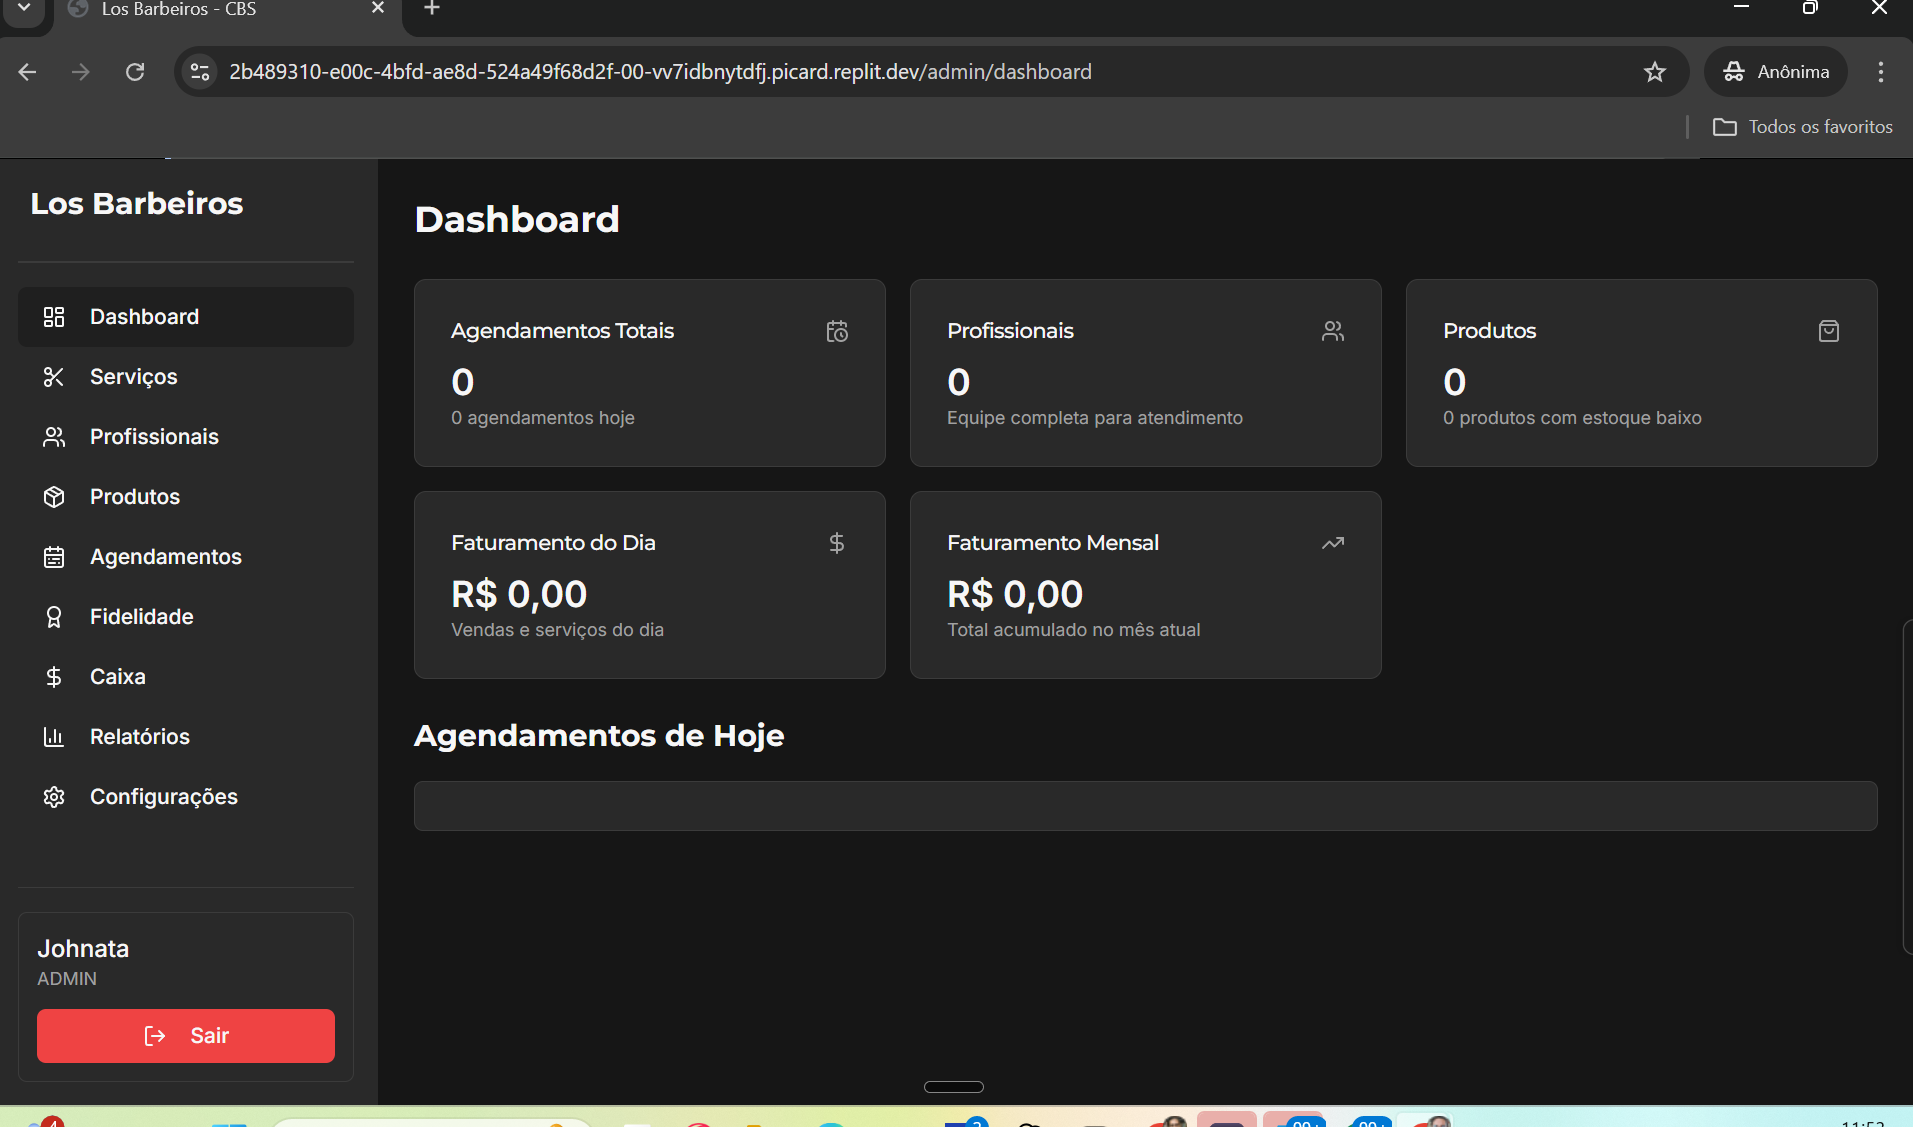 Los Barbeiros - CBS
2b489310-e00c-4bfd-ae8d-524a49f68d2f-00-vv7idbnytdfj.picard.replit.dev/admin/dashboard
Anônima
Todos os favoritos
Los Barbeiros
Dashboard
Serviços
Profissionais
Produtos
Agendamentos
Fidelidade
Caixa
Relatórios
Configurações
Johnata
ADMIN
Sair
Dashboard
Agendamentos Totais
0
0 agendamentos hoje
Profissionais
0
Equipe completa para atendimento
Produtos
0
0 produtos com estoque baixo
Faturamento do Dia
R$ 0,00
Vendas e serviços do dia
Faturamento Mensal
R$ 0,00
Total acumulado no mês atual
Agendamentos de Hoje